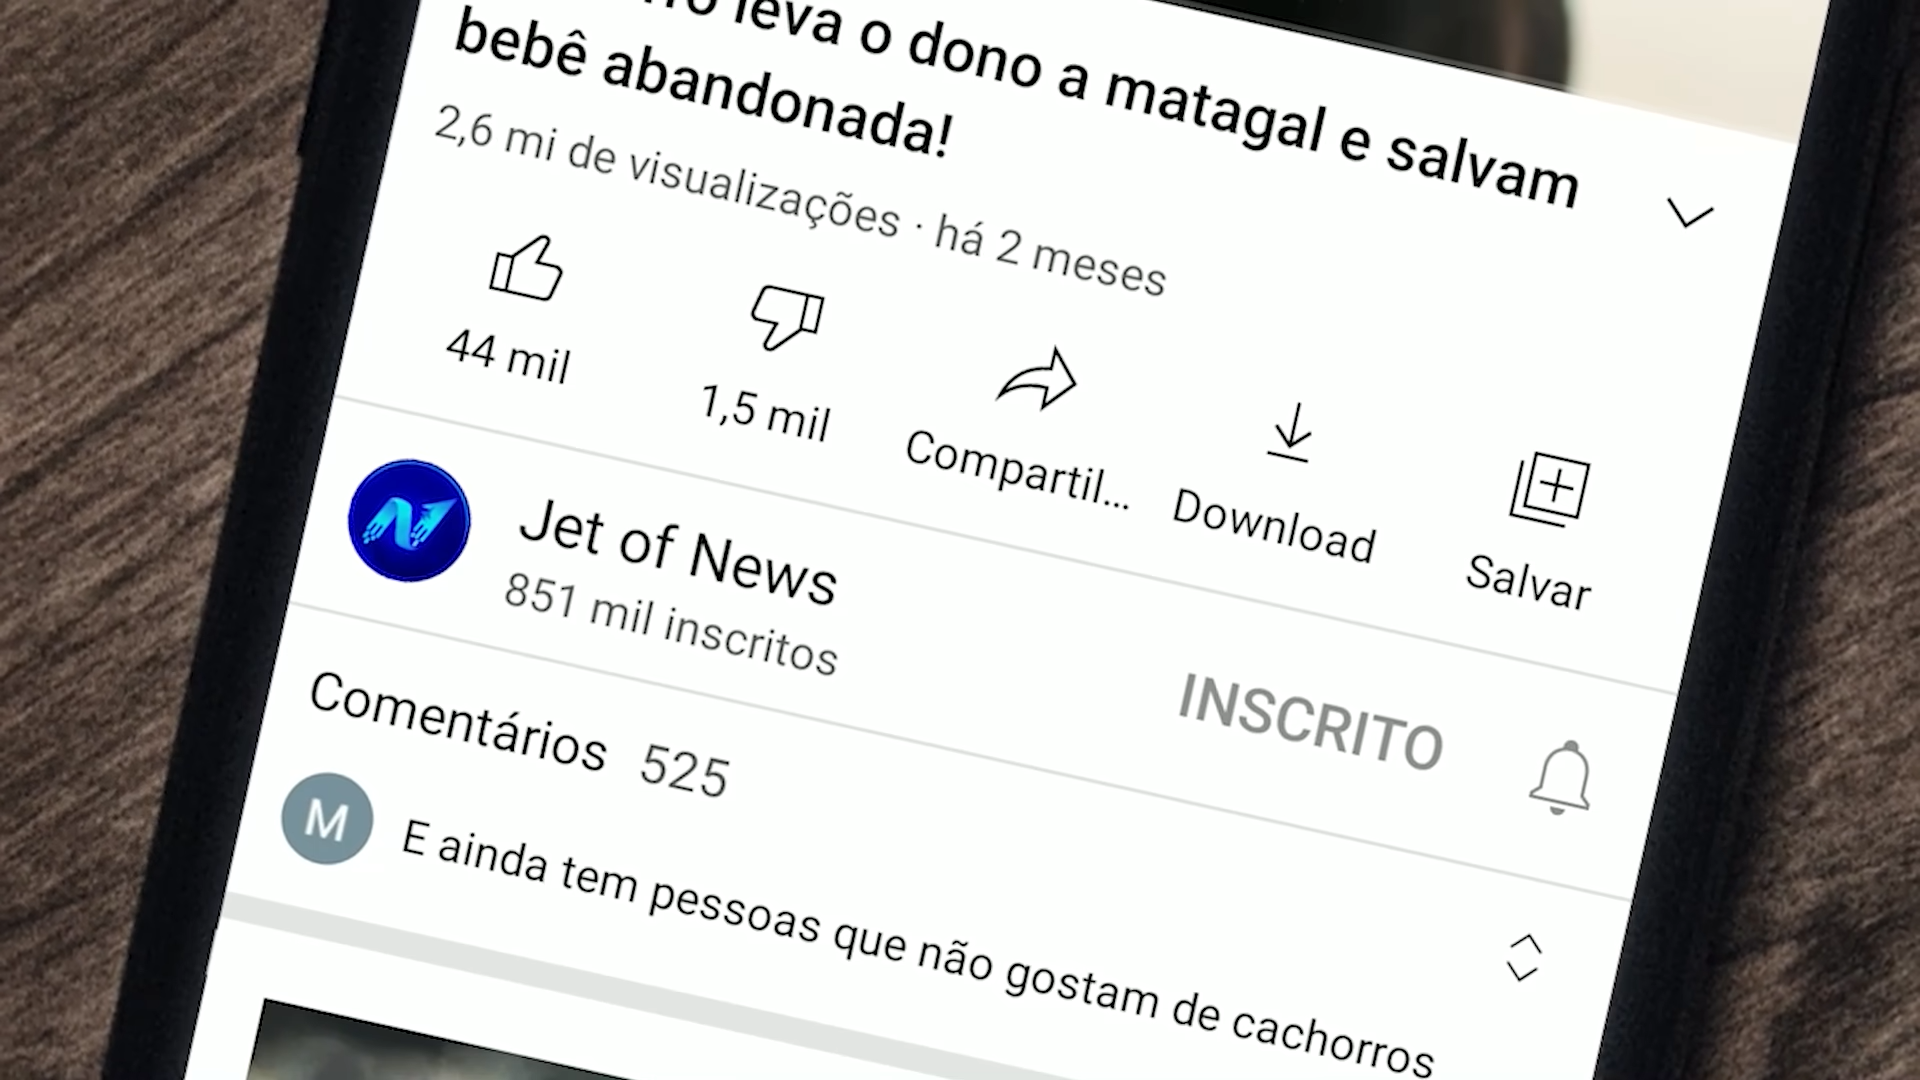 leva o dono a matagal e salvam
bebê abandonada!
2,6 mi de visualizações · há 2 meses
44 mil
1,5 mil
Compartil...
Download
Salvar
Jet of News
851 mil inscritos
INSCRITO
Comentários 525
M
E ainda tem pessoas que não gostam de cachorros